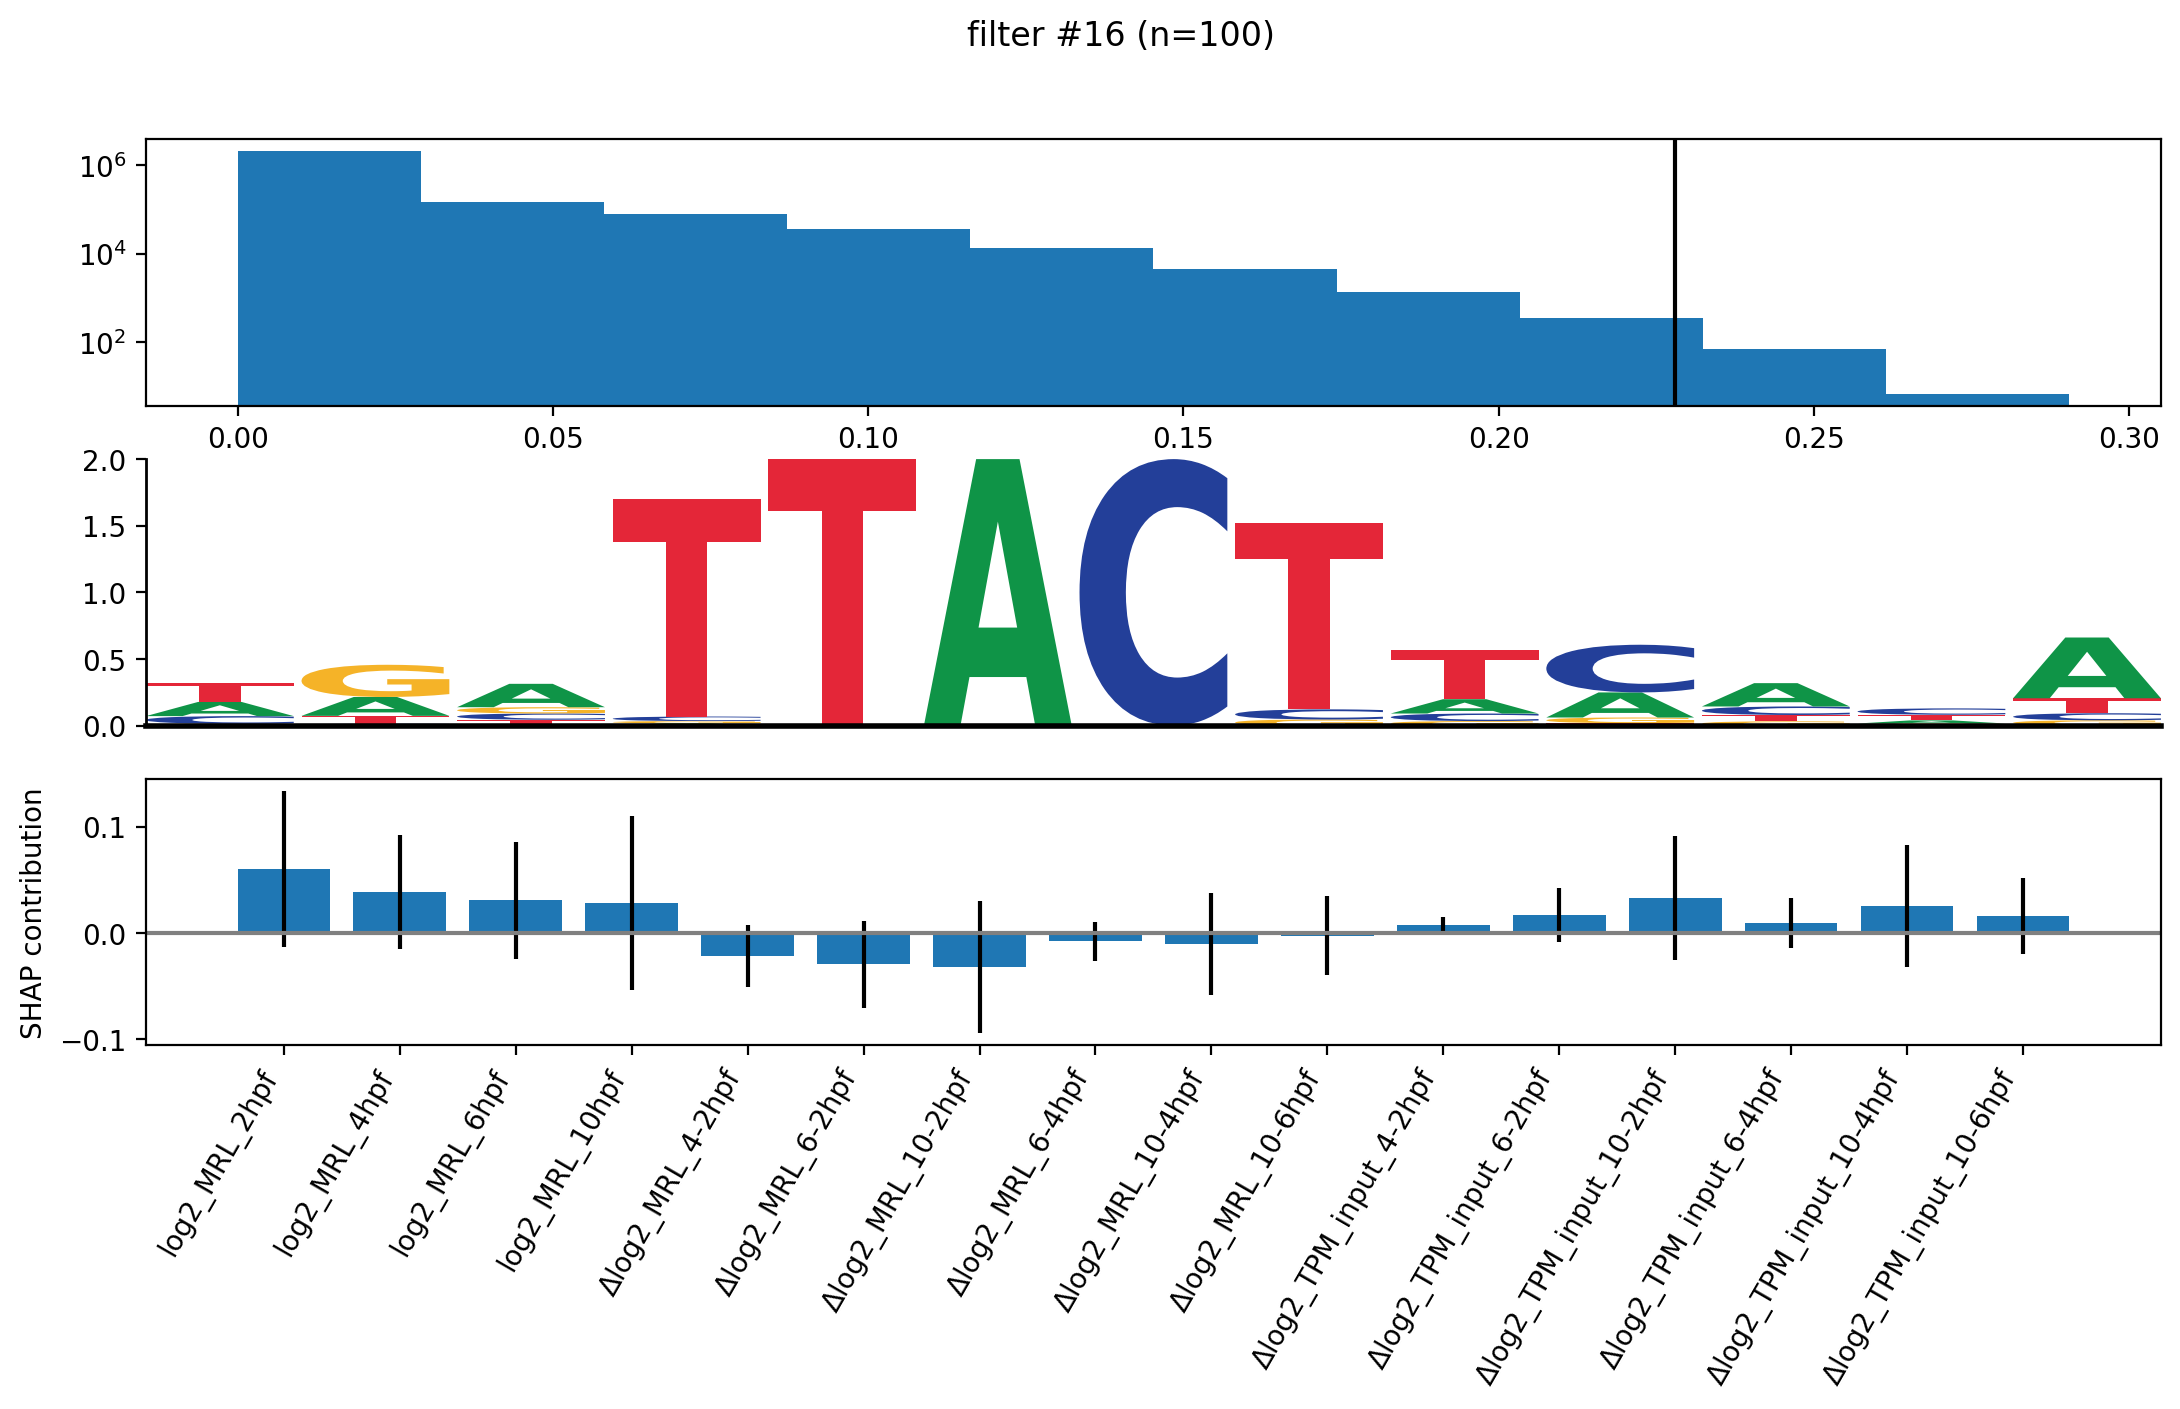 filter #16 (n=100)
10^6
10^4
10^2
0.00 0.05 0.10 0.15 0.20 0.25 0.30
2.0
1.5
1.0
0.5
0.0
T G A T T A C T T C A C A
SHAP contribution
0.1
0.0
−0.1
log2_MRL_2hpf
log2_MRL_4hpf
log2_MRL_6hpf
log2_MRL_10hpf
Δlog2_MRL_4-2hpf
Δlog2_MRL_6-2hpf
Δlog2_MRL_10-2hpf
Δlog2_MRL_6-4hpf
Δlog2_MRL_10-4hpf
Δlog2_MRL_10-6hpf
Δlog2_TPM_input_4-2hpf
Δlog2_TPM_input_6-2hpf
Δlog2_TPM_input_10-2hpf
Δlog2_TPM_input_6-4hpf
Δlog2_TPM_input_10-4hpf
Δlog2_TPM_input_10-6hpf